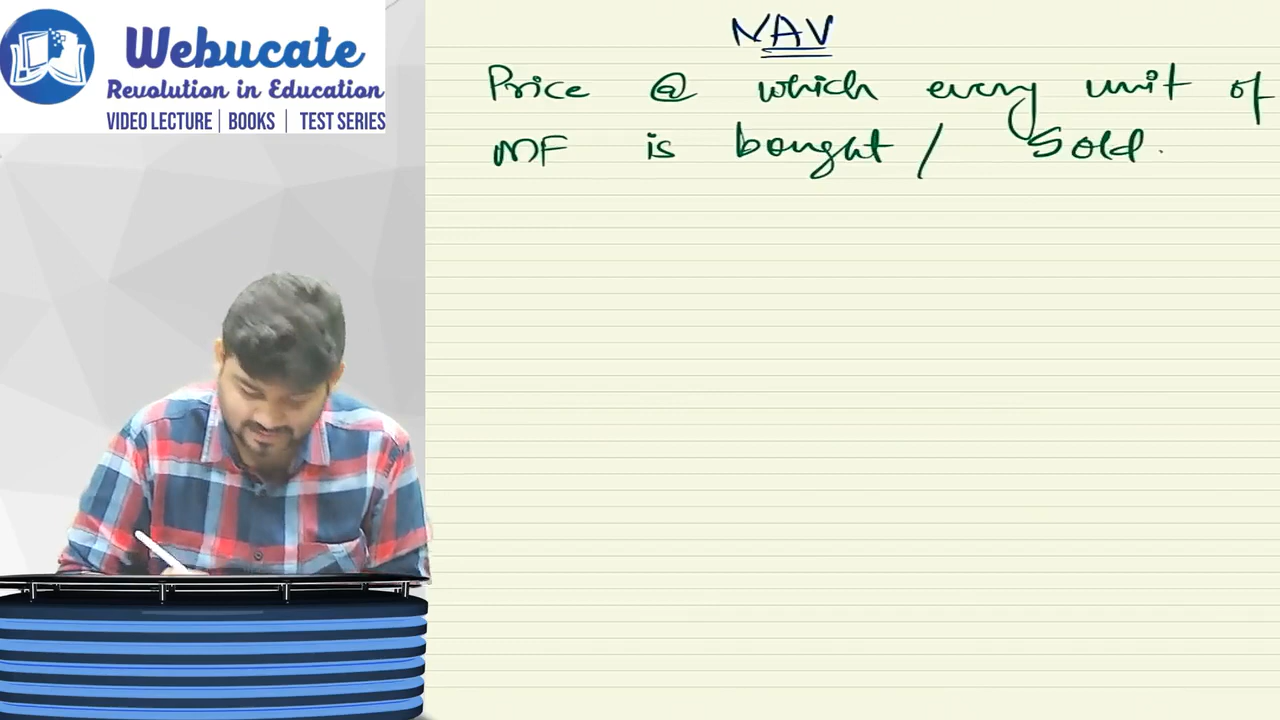 Webucate
Revolution in Education
VIDEO LECTURE | BOOKS | TEST SERIES
NAV
Price @ which every unit of
MF is bought / Sold.